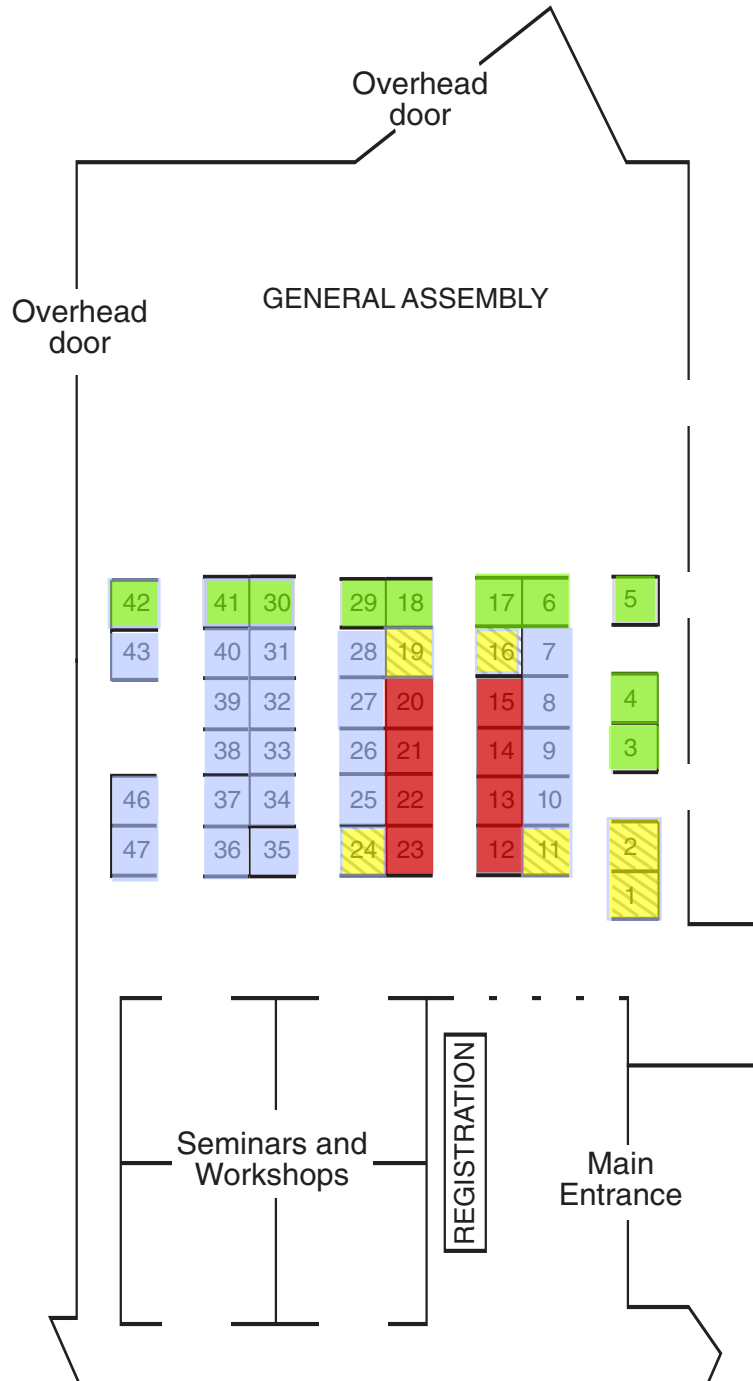 Overhead
door
GENERAL ASSEMBLY
Overhead
door
42 41 30 29 18 17 6 5
43 40 31 28 19 16 7
39 32 27 20 15 8 4
38 33 26 21 14 9 3
46 37 34 25 22 13 10
47 36 35 24 23 12 11 2
1
Seminars and
Workshops
REGISTRATION
Main
Entrance